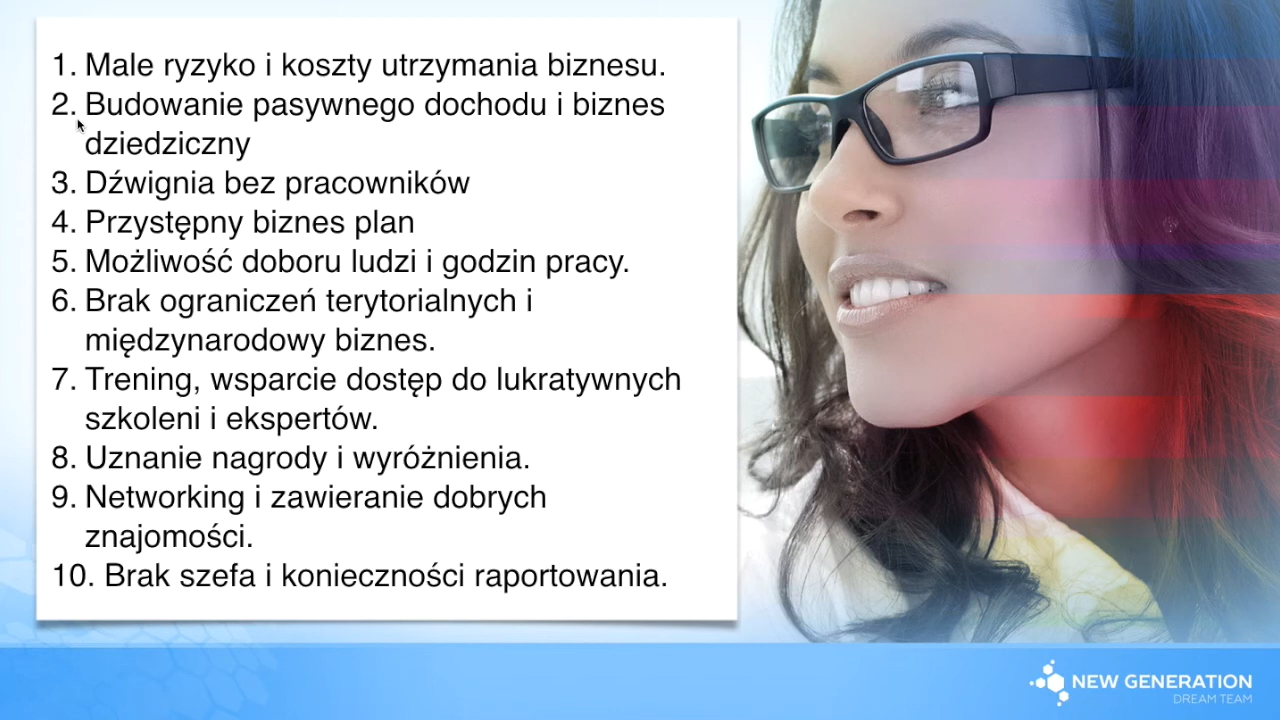 1. Male ryzyko i koszty utrzymania biznesu.
2. Budowanie pasywnego dochodu i biznes
dziedziczny
3. Dźwignia bez pracowników
4. Przystępny biznes plan
5. Możliwość doboru ludzi i godzin pracy.
6. Brak ograniczeń terytorialnych i
międzynarodowy biznes.
7. Trening, wsparcie dostęp do lukratywnych
szkoleni i ekspertów.
8. Uznanie nagrody i wyróżnienia.
9. Networking i zawieranie dobrych
znajomości.
10. Brak szefa i konieczności raportowania.
NEW GENERATION
DREAM TEAM